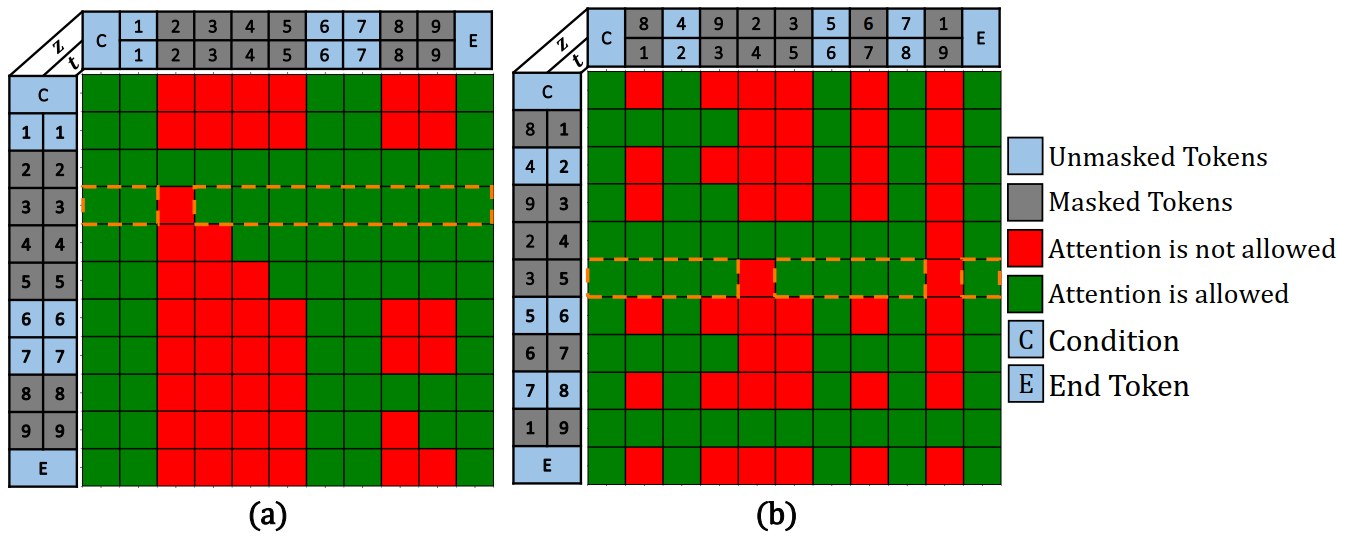 z t C 1 2 3 4 5 6 7 8 9 E
1 2 3 4 5 6 7 8 9
C
1 1
2 2
3 3
4 4
5 5
6 6
7 7
8 8
9 9
E
(a)
z t C 8 4 9 2 3 5 6 7 1 E
1 2 3 4 5 6 7 8 9
C
8 1
4 2
9 3
2 4
3 5
5 6
6 7
7 8
1 9
E
(b)
Unmasked Tokens
Masked Tokens
Attention is not allowed
Attention is allowed
C Condition
E End Token